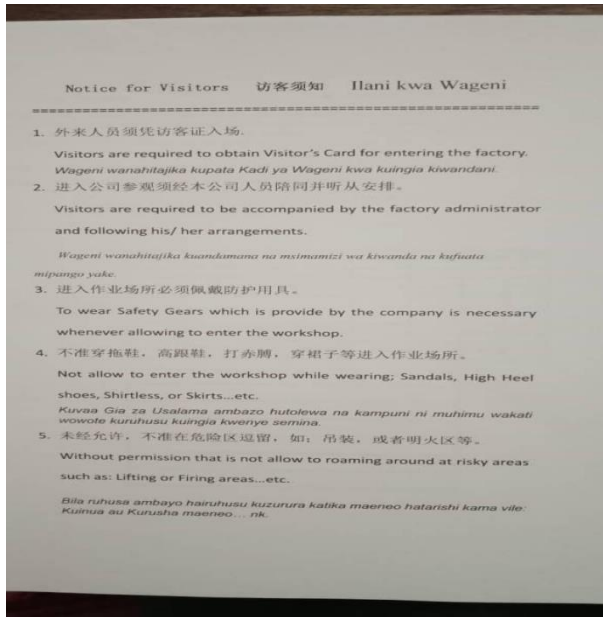 Notice for Visitors 访客须知 Ilani kwa Wageni
==============================================================
1. 外来人员须凭访客证入场.
Visitors are required to obtain Visitor's Card for entering the factory.
Wageni wanahitajika kupata Kadi ya Wageni kwa kuingia kiwandani.
2. 进入公司参观须经本公司人员陪同并听从安排。
Visitors are required to be accompanied by the factory administrator
and following his/ her arrangements.
Wageni wanahitajika kuandamana na msimamizi wa kiwanda na kufuata
mipango yake.
3. 进入作业场所必须佩戴防护用具。
To wear Safety Gears which is provide by the company is necessary
whenever allowing to enter the workshop.
4. 不准穿拖鞋，高跟鞋，打赤膊，穿裙子等进入作业场所。
Not allow to enter the workshop while wearing; Sandals, High Heel
shoes, Shirtless, or Skirts...etc.
Kuvaa Gia za Usalama ambazo hutolewa na kampuni ni muhimu wakati
wowote kuruhusu kuingia kwenye semina.
5. 未经允许，不准在危险区逗留，如：吊装，或者明火区等。
Without permission that is not allow to roaming around at risky areas
such as: Lifting or Firing areas...etc.
Bila ruhusa ambayo hairuhusu kuzurura katika maeneo hatarishi kama vile:
Kuinua au Kurusha maeneo... nk.